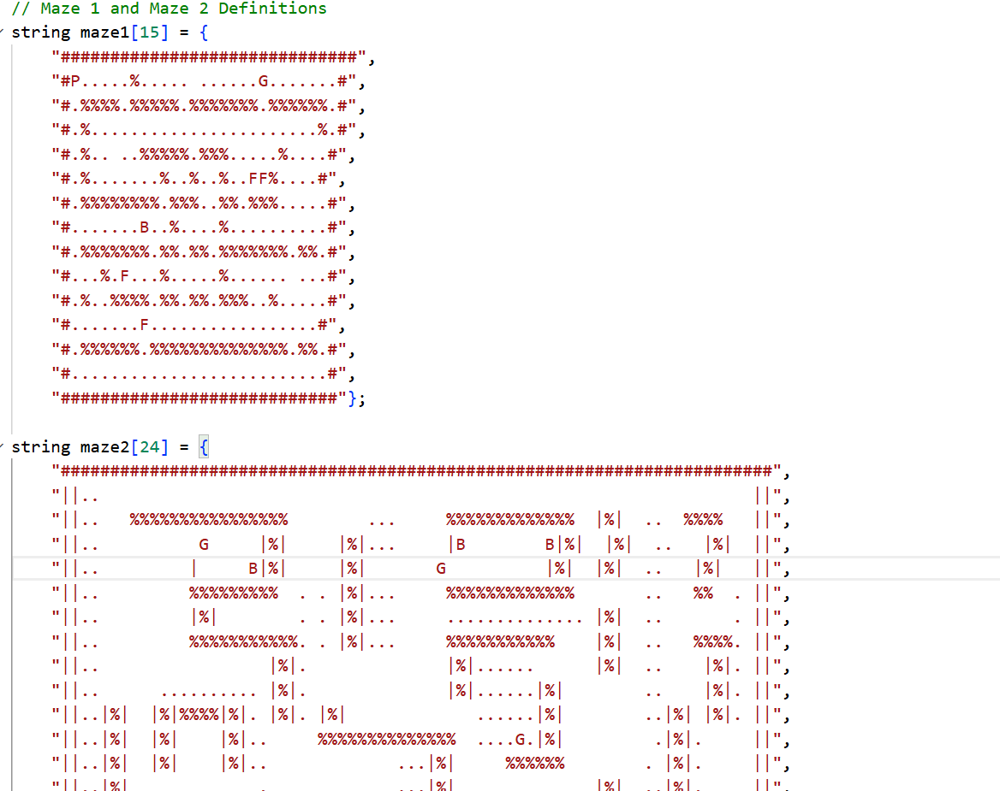 // Maze 1 and Maze 2 Definitions
string maze1[15] = {
"##############################",
"#P.....%..... ......G.......#",
"#.%%%%.%%%%%.%%%%%%%.%%%%%%.#",
"#.%.......................%.#",
"#.%.. ..%%%%%.%%%.....%....#",
"#.%.......%..%..%..FF%....#",
"#.%%%%%%%%.%%%..%%.%%%.....#",
"#.......B..%....%..........#",
"#.%%%%%%%.%%.%%.%%%%%%%.%%.#",
"#...%.F...%.....%...... ...#",
"#.%..%%%%.%%.%%.%%%..%.....#",
"#.......F.................#",
"#.%%%%%%.%%%%%%%%%%%%%%.%%.#",
"#..........................#",
"############################"};
string maze2[24] = {
"########################################################################",
"||..                                                                  ||",
"||..   %%%%%%%%%%%%%%%%        ...     %%%%%%%%%%%%%  |%|  ..  %%%%   ||",
"||..          G     |%|     |%|...     |B        B|%|  |%|  ..   |%|  ||",
"||..         |     B|%|     |%|       G          |%|  |%|  ..   |%|   ||",
"||..         %%%%%%%%%  . . |%|...     %%%%%%%%%%%%%       ..   %%  . ||",
"||..         |%|        . . |%|...     .............. |%|  ..       . ||",
"||..         %%%%%%%%%%%. . |%|...     %%%%%%%%%%%    |%|  ..   %%%%. ||",
"||..                 |%|.              |%|......      |%|  ..    |%|. ||",
"||..      .......... |%|.              |%|......|%|        ..    |%|. ||",
"||..|%|  |%|%%%%|%|. |%|. |%|             ......|%|        ..|%| |%|. ||",
"||..|%|  |%|    |%|..     %%%%%%%%%%%%%%  ....G.|%|         .|%|.     ||",
"||..|%|  |%|    |%|..             ...|%|     %%%%%%        . |%|.     ||",
"||..|%|             .             ...|%|              |%|  ..|%|.     ||",